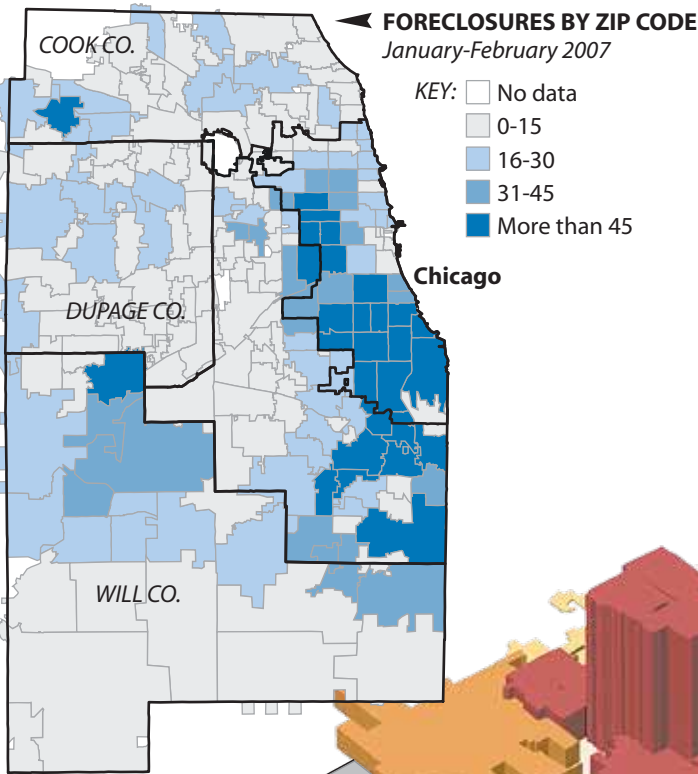 FORECLOSURES BY ZIP CODE
January-February 2007
KEY:
No data
0-15
16-30
31-45
More than 45
COOK CO.
Chicago
DUPAGE CO.
WILL CO.